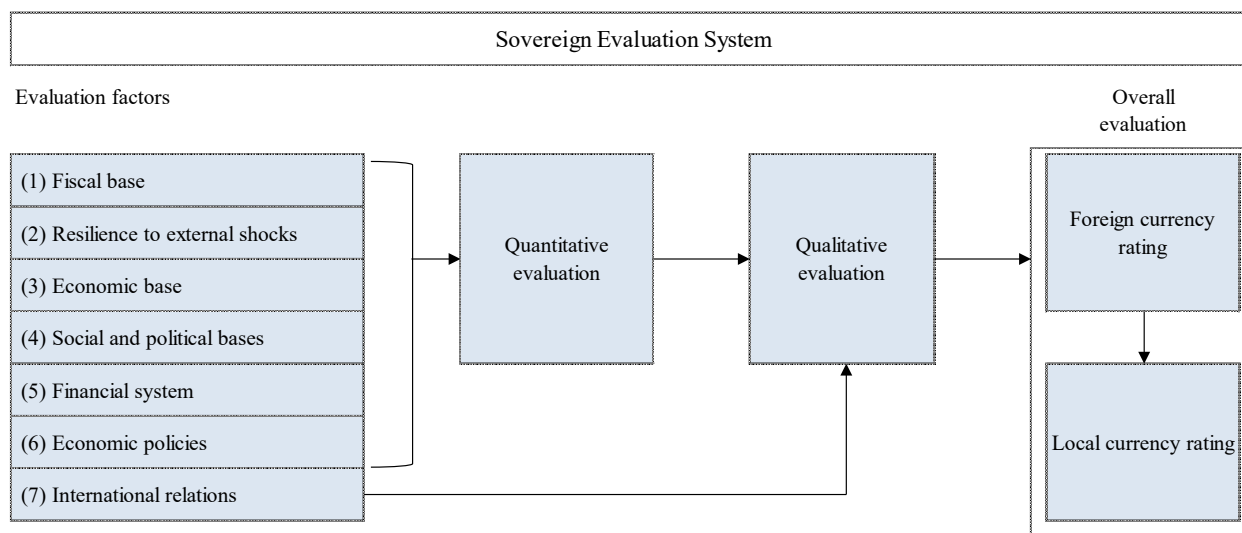 Sovereign Evaluation System
Evaluation factors
Overall
evaluation
(1) Fiscal base
(2) Resilience to external shocks
(3) Economic base
(4) Social and political bases
(5) Financial system
(6) Economic policies
(7) International relations
Quantitative
evaluation
Qualitative
evaluation
Foreign currency
rating
Local currency rating